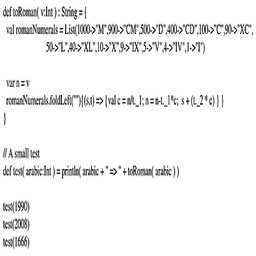 def toRoman( v:Int ) : String = {
val romanNumerals = List(1000->"M",900->"CM",500->"D",400->"CD",100->"C",90->"XC",
50->"L",40->"XL",10->"X",9->"IX",5->"V",4->"IV",1->"I")
var n = v
romanNumerals.foldLeft(""){(s,t) => {val c = n/t._1; n = n-t._1*c; s + (t._2 * c) } }
}
// A small test
def test( arabic:Int ) = println( arabic + " => " + toRoman( arabic ) )
test(1990)
test(2008)
test(1666)